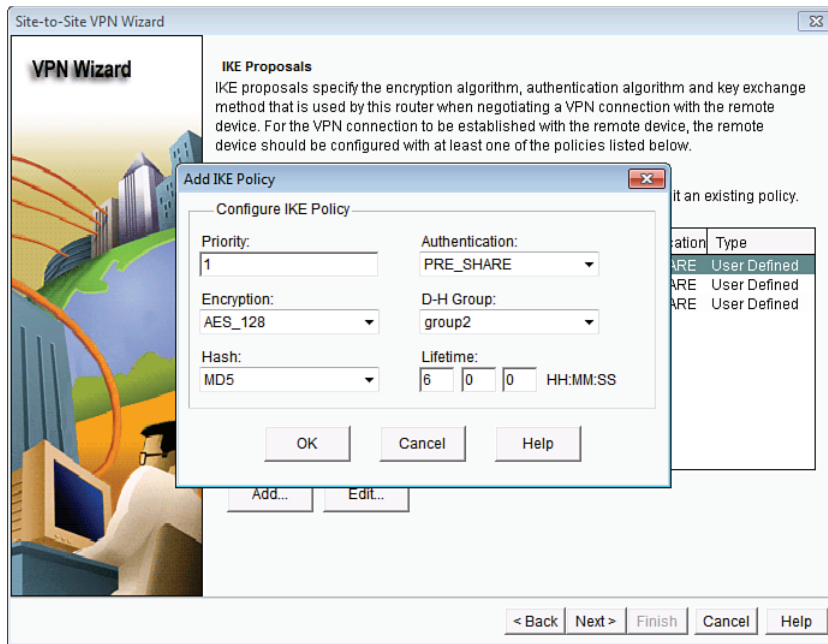 Site-to-Site VPN Wizard
VPN Wizard
IKE Proposals
IKE proposals specify the encryption algorithm, authentication algorithm and key exchange
method that is used by this router when negotiating a VPN connection with the remote
device. For the VPN connection to be established with the remote device, the remote
device should be configured with at least one of the policies listed below.
it an existing policy.
Type
User Defined
User Defined
User Defined
Add IKE Policy
Configure IKE Policy
Priority:
1
Authentication:
PRE_SHARE
Encryption:
AES_128
D-H Group:
group2
Hash:
MD5
Lifetime:
6 0 0 HH:MM:SS
OK Cancel Help
Add... Edit...
< Back Next > Finish Cancel Help